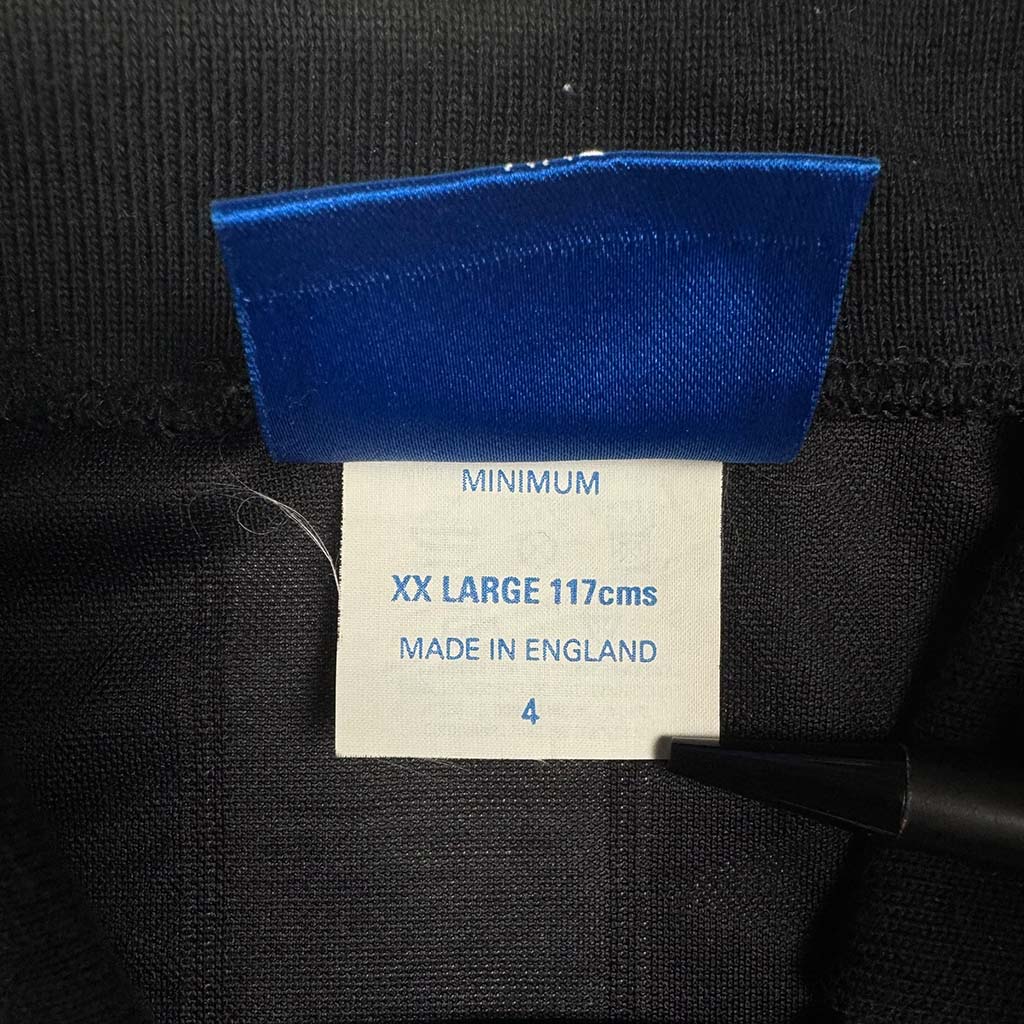 MINIMUM
XX LARGE 117cms
MADE IN ENGLAND
4